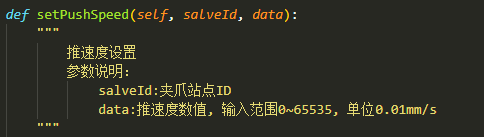 def setPushSpeed(self, salveId, data):
"""
推速度设置
参数说明：
salveId:夹爪站点ID
data:推速度数值, 输入范围0~65535, 单位0.01mm/s
"""